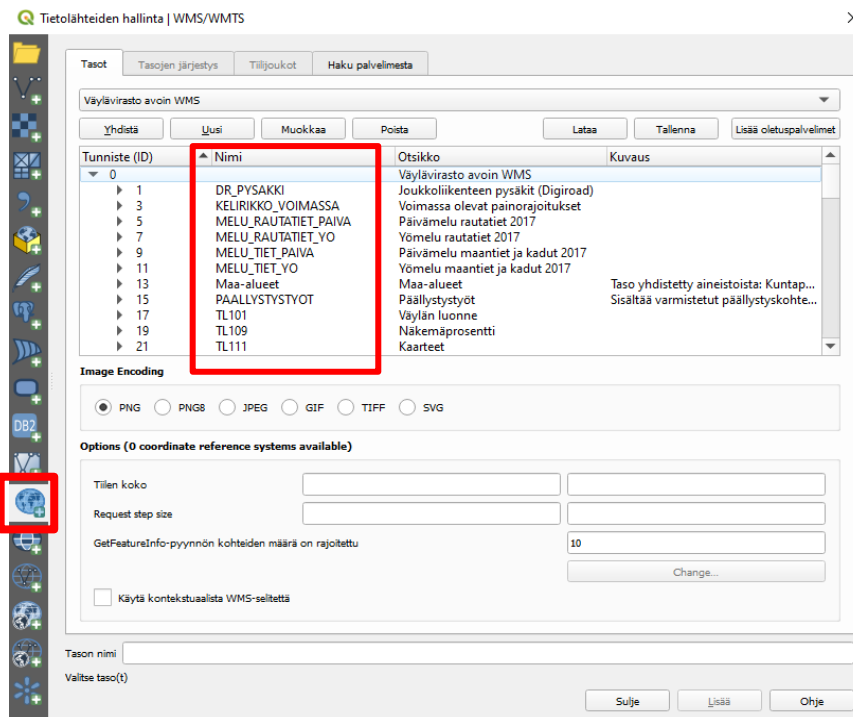 Tietolähteiden hallinta | WMS/WMTS
Tasot Tasojen järjestys Tiilijoukot Haku palvelimesta
Väylävirasto avoin WMS
Yhdistä Uusi Muokkaa Poista Lataa Tallenna Lisää oletuspalvelimet
Tunniste (ID) Nimi Otsikko Kuvaus
0 Väylävirasto avoin WMS
1 DR_PYSAKKI Joukkoliikenteen pysäkit (Digiroad)
3 KELIRIKKO_VOIMASSA Voimassa olevat painorajoitukset
5 MELU_RAUTATIET_PAIVA Päivämelu rautatiet 2017
7 MELU_RAUTATIET_YO Yömelu rautatiet 2017
9 MELU_TIET_PAIVA Päivämelu maantiet ja kadut 2017
11 MELU_TIET_YO Yömelu maantiet ja kadut 2017
13 Maa-alueet Maa-alueet Taso yhdistetty aineistoista: Kuntap...
15 PAALLYSTYSTYOT Päällystystyöt Sisältää varmistetut päällystyskohte...
17 TL101 Väylän luonne
19 TL109 Näkemäprosentti
21 TL111 Kaarteet
Image Encoding
PNG PNG8 JPEG GIF TIFF SVG
Options (0 coordinate reference systems available)
Tiilen koko
Request step size
GetFeatureInfo-pyynnön kohteiden määrä on rajoitettu 10
Change...
Käytä kontekstuaalista WMS-selitettä
Tason nimi
Valitse taso(t)
Sulje Lisää Ohje
DB2